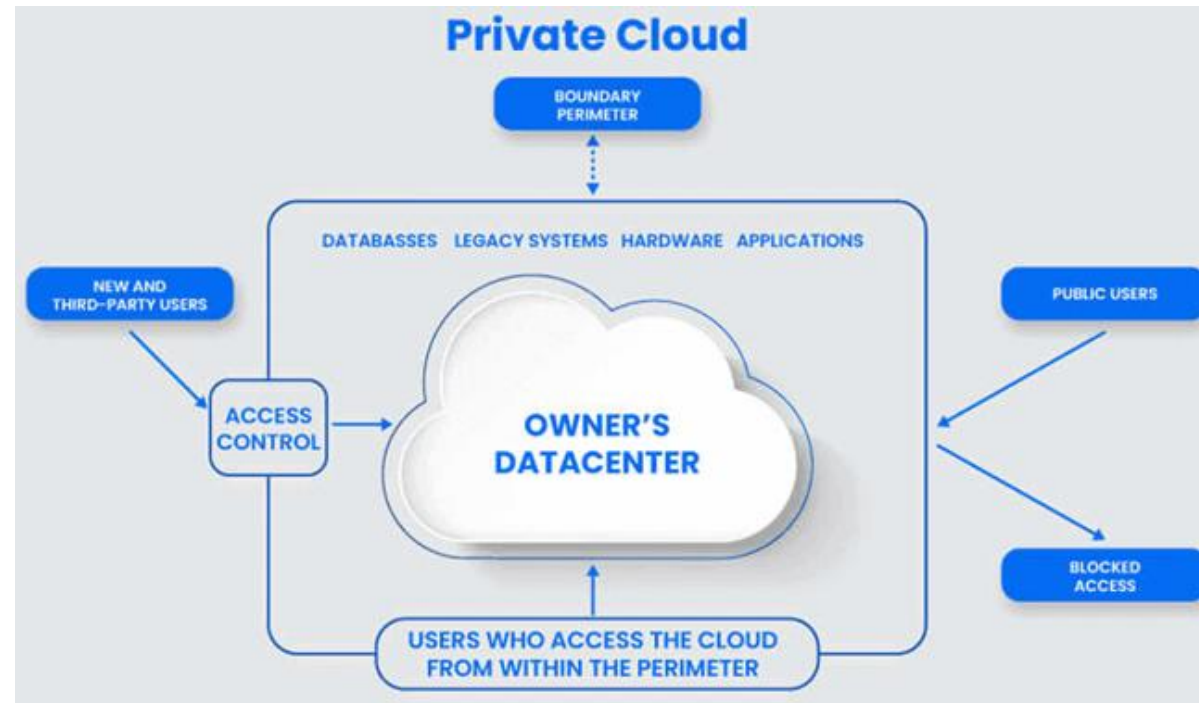 Private Cloud
BOUNDARY
PERIMETER
DATABASSES LEGACY SYSTEMS HARDWARE APPLICATIONS
NEW AND
THIRD-PARTY USERS
PUBLIC USERS
ACCESS
CONTROL
OWNER'S
DATACENTER
BLOCKED
ACCESS
USERS WHO ACCESS THE CLOUD
FROM WITHIN THE PERIMETER